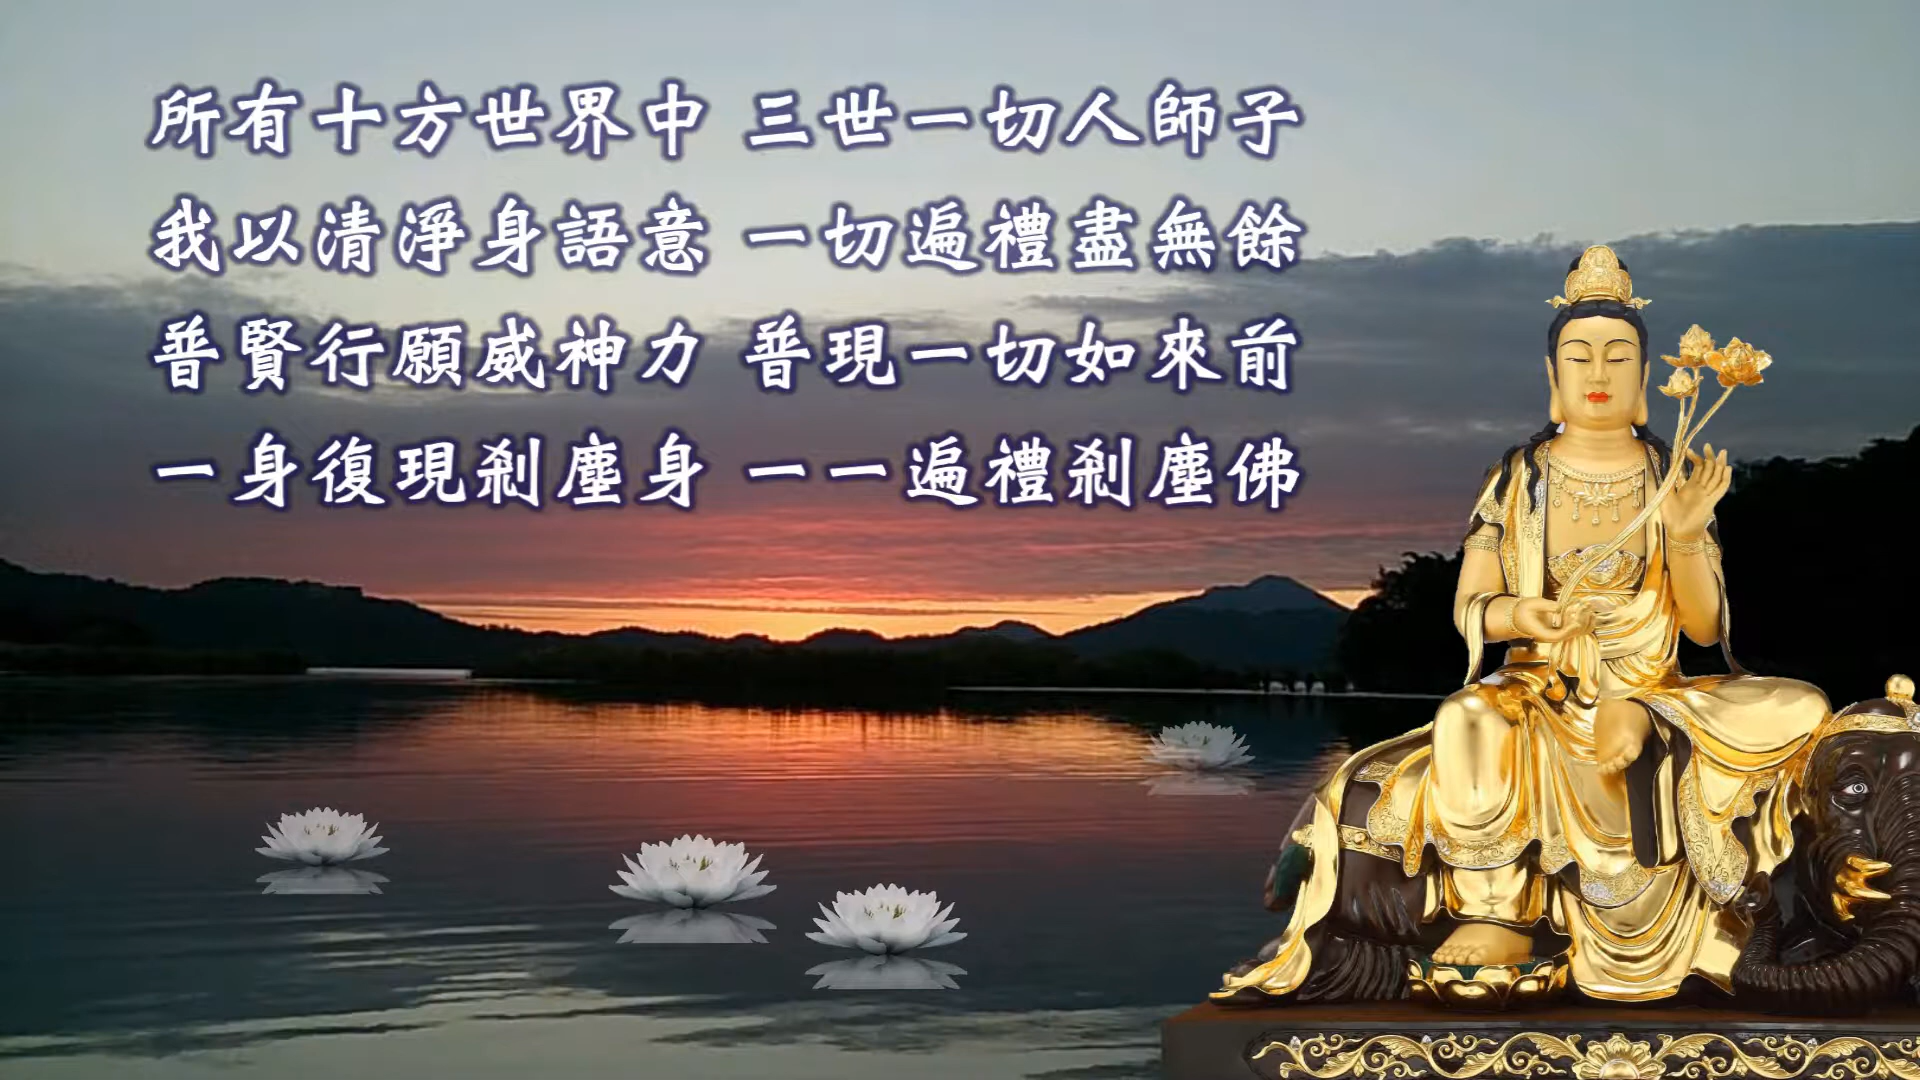 所有十方世界中 三世一切人師子
我以清淨身語意 一切遍禮盡無餘
普賢行願威神力 普現一切如來前
一身復現剎塵身 一一遍禮剎塵佛